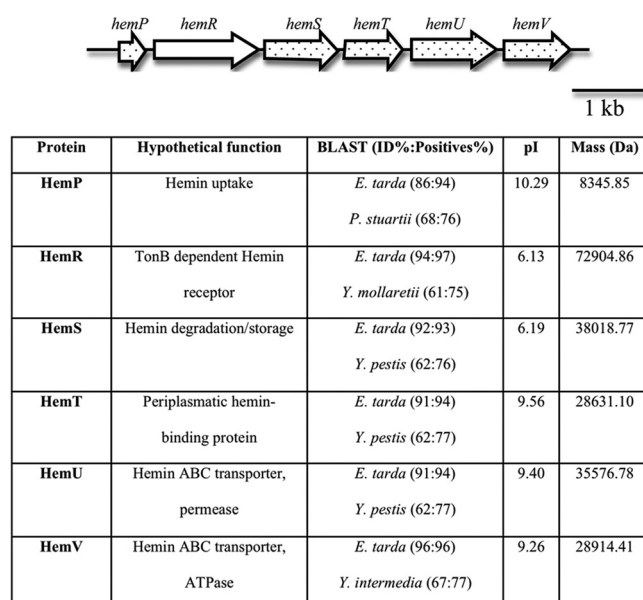 hemP hemR hemS hemT hemU hemV
1 kb
Protein Hypothetical function BLAST (ID%:Positives%) pI Mass (Da)
HemP Hemin uptake E. tarda (86:94) 10.29 8345.85
P. stuartii (68:76)
HemR TonB dependent Hemin E. tarda (94:97) 6.13 72904.86
receptor Y. mollaretii (61:75)
HemS Hemin degradation/storage E. tarda (92:93) 6.19 38018.77
Y. pestis (62:76)
HemT Periplasmatic hemin- E. tarda (91:94) 9.56 28631.10
binding protein Y. pestis (62:77)
HemU Hemin ABC transporter, E. tarda (91:94) 9.40 35576.78
permease Y. pestis (62:77)
HemV Hemin ABC transporter, E. tarda (96:96) 9.26 28914.41
ATPase Y. intermedia (67:77)